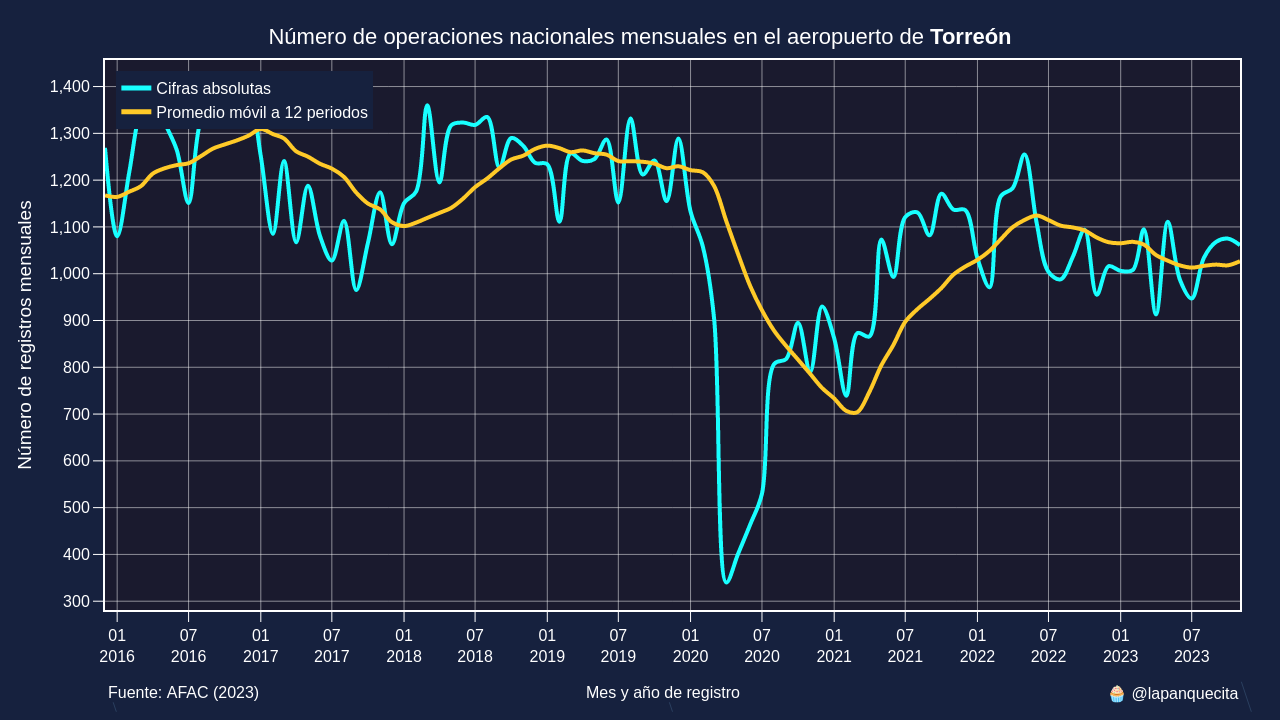 Número de operaciones nacionales mensuales en el aeropuerto de Torreón
Cifras absolutas
Promedio móvil a 12 periodos
Número de registros mensuales
1,400
1,300
1,200
1,100
1,000
900
800
700
600
500
400
300
01 07 01 07 01 07 01 07 01 07 01 07 01 07 01 07
2016 2016 2017 2017 2018 2018 2019 2019 2020 2020 2021 2021 2022 2022 2023 2023
Fuente: AFAC (2023) Mes y año de registro 🧁 @lapanquecita